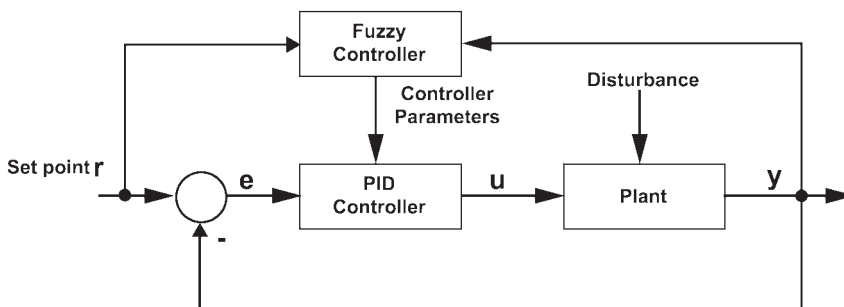 Fuzzy
Controller
Controller
Parameters
Disturbance
Set point r
e
PID
Controller
u
Plant
y
-